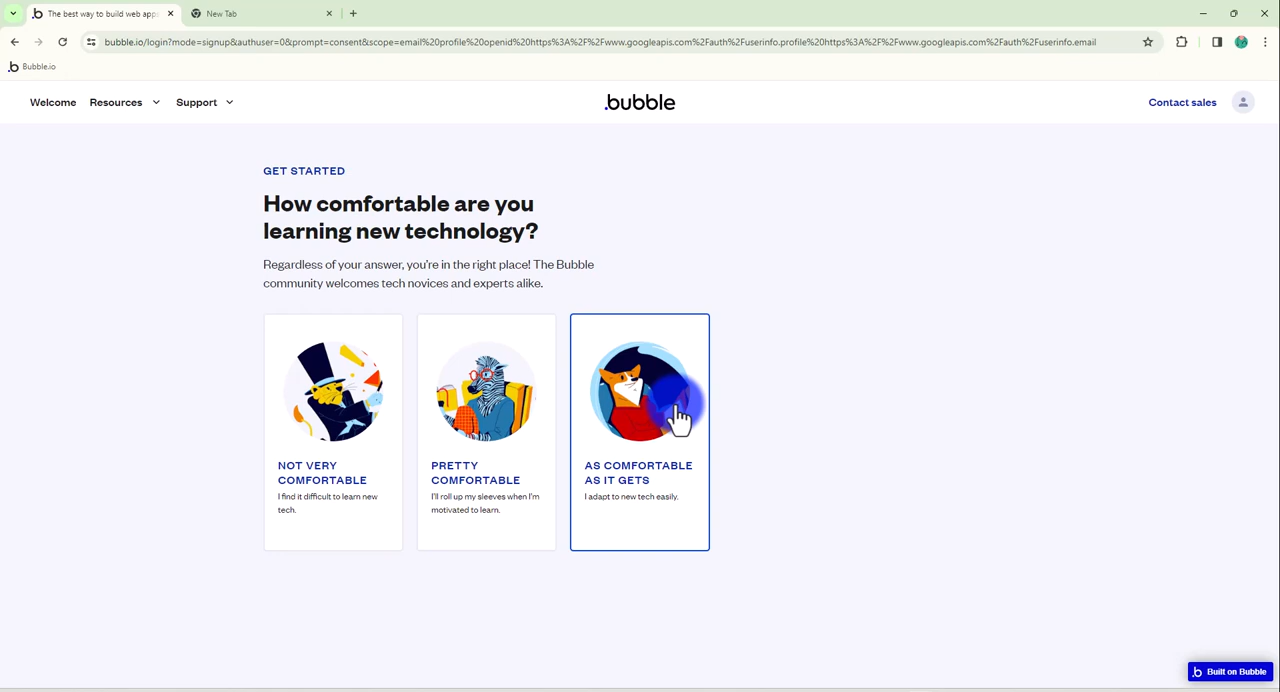 The best way to build web apps
New Tab
bubble.io/login?mode=signup&authuser=0&prompt=consent&scope=email%20profile%20openid%20https%3A%2F%2Fwww.googleapis.com%2Fauth%2Fuserinfo.profile%20https%3A%2F%2Fwww.googleapis.com%2Fauth%2Fuserinfo.email
Bubble.io
Welcome Resources Support
.bubble
Contact sales
GET STARTED
How comfortable are you
learning new technology?
Regardless of your answer, you're in the right place! The Bubble
community welcomes tech novices and experts alike.
NOT VERY
COMFORTABLE
I find it difficult to learn new
tech.
PRETTY
COMFORTABLE
I'll roll up my sleeves when I'm
motivated to learn.
AS COMFORTABLE
AS IT GETS
I adapt to new tech easily.
Built on Bubble